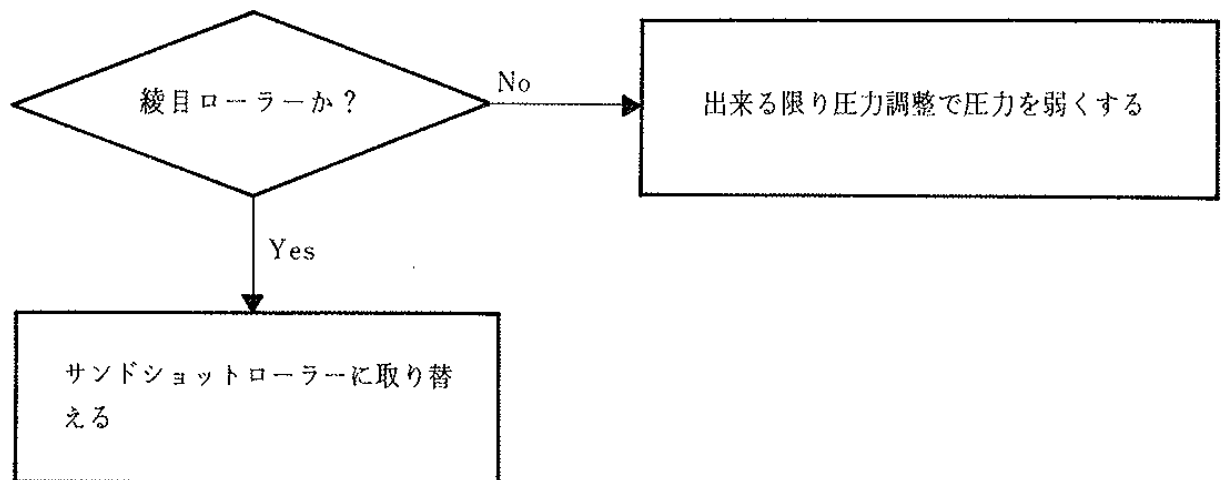 綾目ローラーか？
No
出来る限り圧力調整で圧力を弱くする
Yes
サンドショットローラーに取り替
える